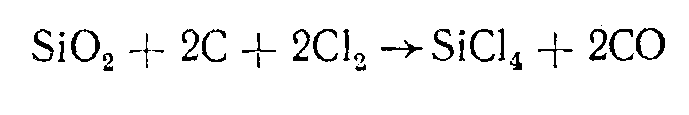 SiO₂ + 2C + 2Cl₂ → SiCl₄ + 2CO